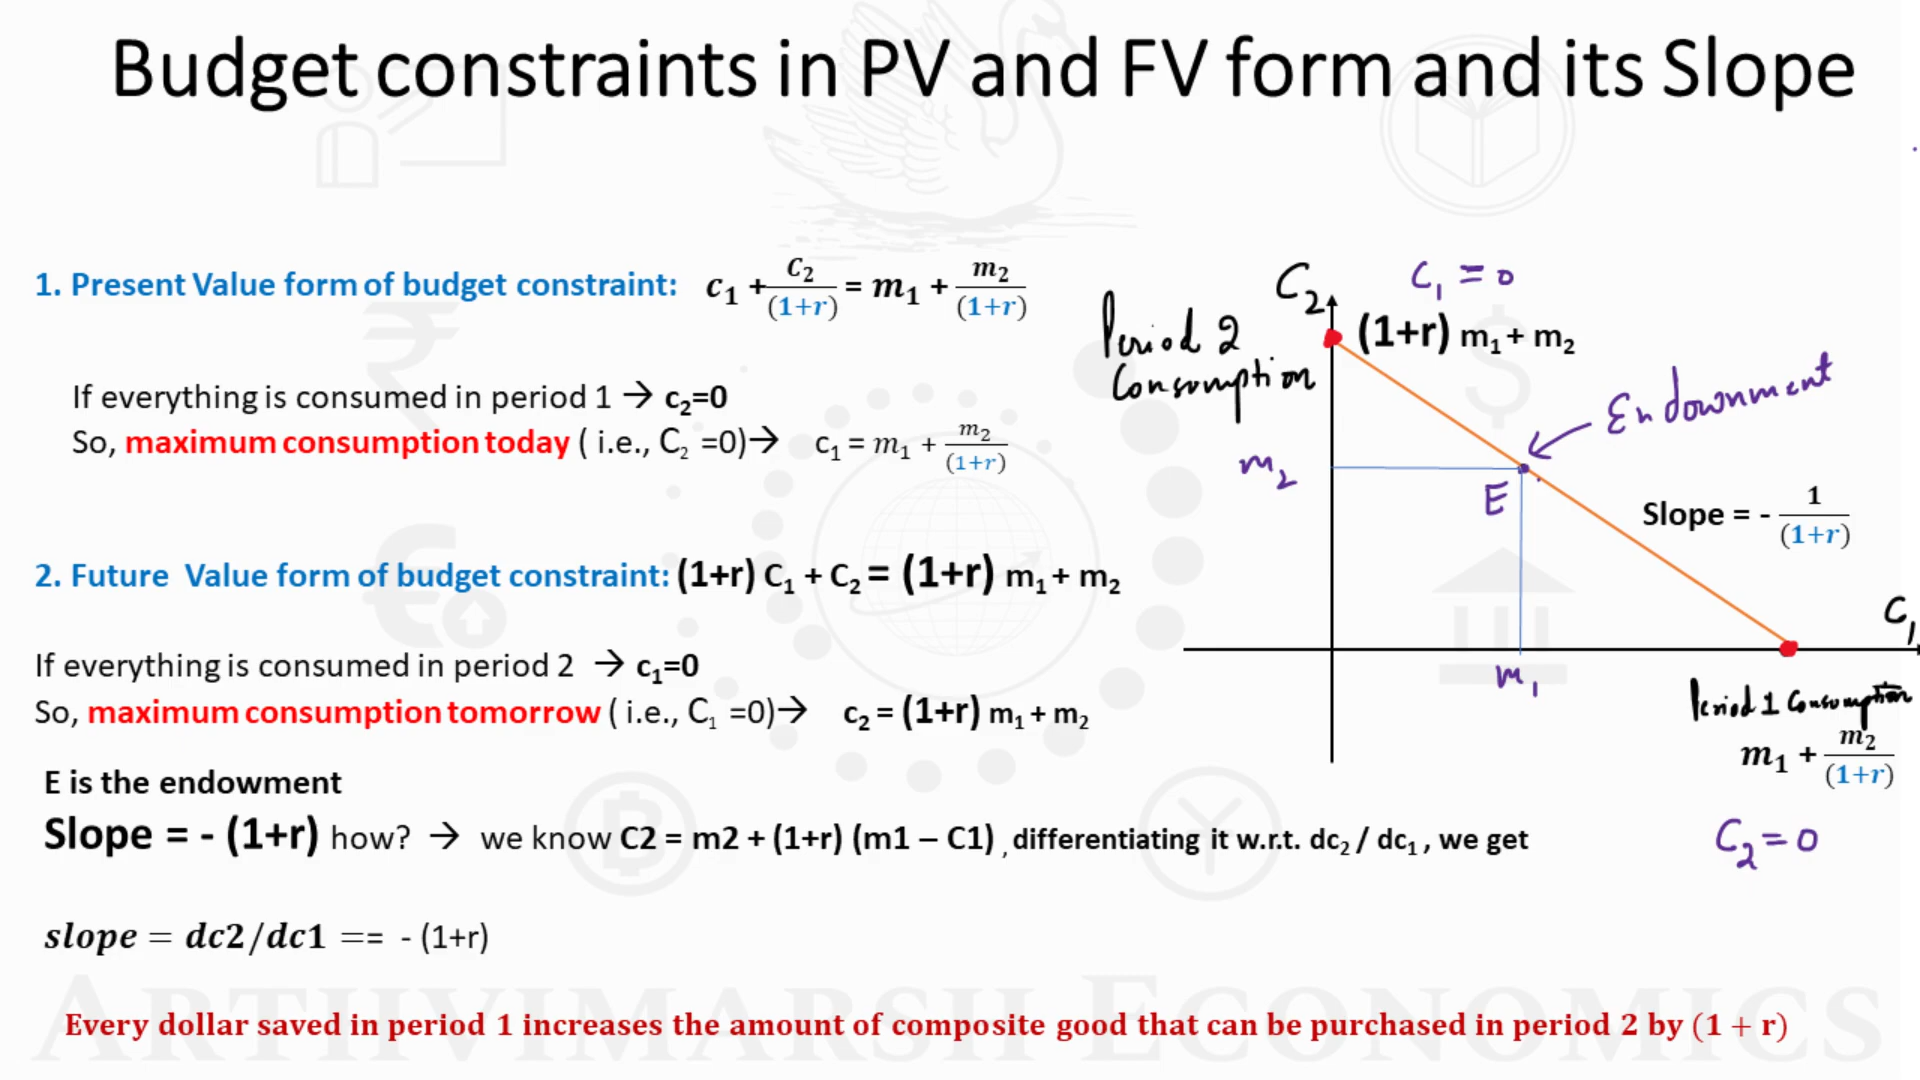 Budget constraints in PV and FV form and its Slope
1. Present Value form of budget constraint: c₁ + C₂/(1+r) = m₁ + m₂/(1+r)
If everything is consumed in period 1 → c₂=0
So, maximum consumption today ( i.e., C₂ =0)→ c₁ = m₁ + m₂/(1+r)
2. Future Value form of budget constraint: (1+r) C₁ + C₂ = (1+r) m₁ + m₂
If everything is consumed in period 2 → c₁=0
So, maximum consumption tomorrow ( i.e., C₁ =0)→ c₂ = (1+r) m₁ + m₂
E is the endowment
Slope = - (1+r) how? → we know C2 = m2 + (1+r) (m1 – C1) , differentiating it w.r.t. dc₂ / dc₁ , we get
slope = dc2/dc1 == - (1+r)
Every dollar saved in period 1 increases the amount of composite good that can be purchased in period 2 by (1 + r)
C₂
C₁ = 0
Period 2
Consumption
(1+r) m₁ + m₂
Endownment
m₂
E
Slope = - 1/(1+r)
C₁
m₁
Period 1 Consumption
m₁ + m₂/(1+r)
C₂ = 0
ARTHVIMARSH ECONOMICS